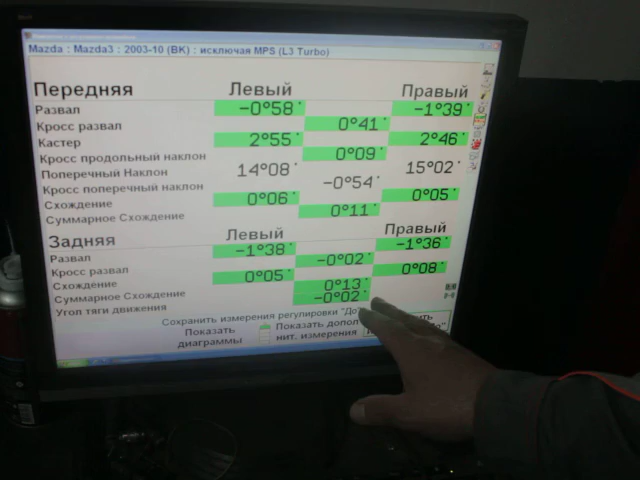 Mazda : Mazda3 : 2003-10 (BK) : исключая MPS (L3 Turbo)
Передняя Левый Правый
Развал -0°58' -1°39'
Кросс развал 0°41'
Кастер 2°55' 2°46'
Кросс продольный наклон 0°09'
Поперечный Наклон 14°08' 15°02'
Кросс поперечный наклон -0°54'
Схождение 0°06' 0°05'
Суммарное Схождение 0°11'
Задняя Левый Правый
Развал -1°38' -1°36'
Кросс развал -0°02'
Схождение 0°05' 0°08'
Суммарное Схождение 0°13'
Угол тяги движения -0°02'
Сохранить измерения регулировки "До"
Показать диаграммы
Показать допол
нит. измерения